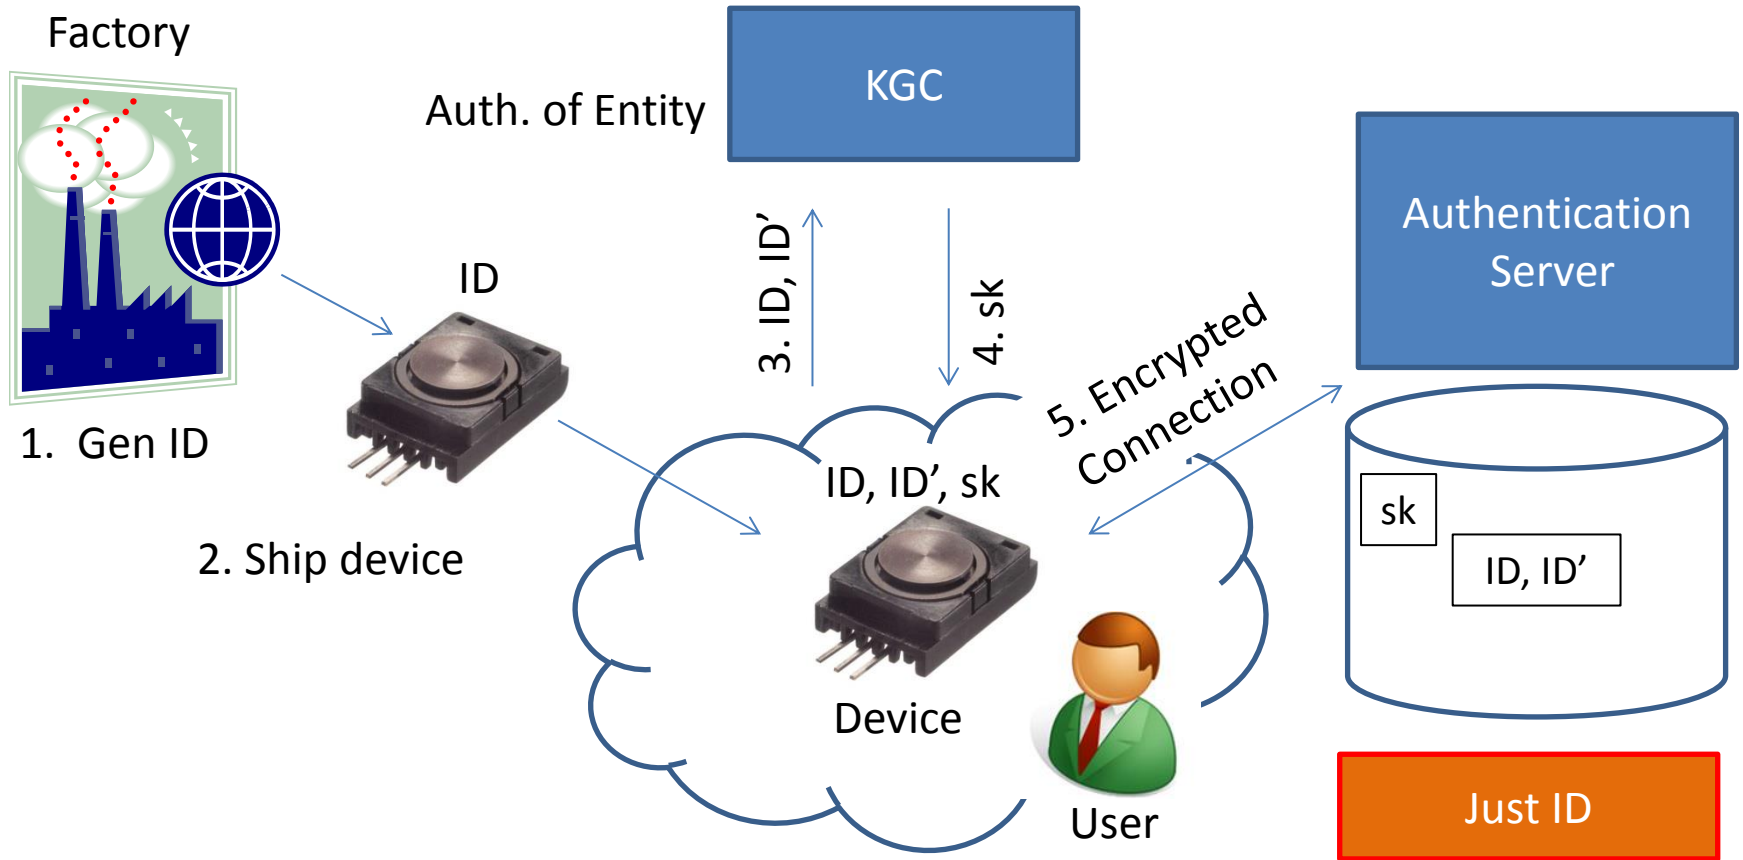 Factory
KGC
Auth. of Entity
Authentication
Server
ID
3. ID, ID’
4. sk
5. Encrypted
Connection
1.  Gen ID
ID, ID’, sk
sk
ID, ID’
2. Ship device
Device
User
Just ID